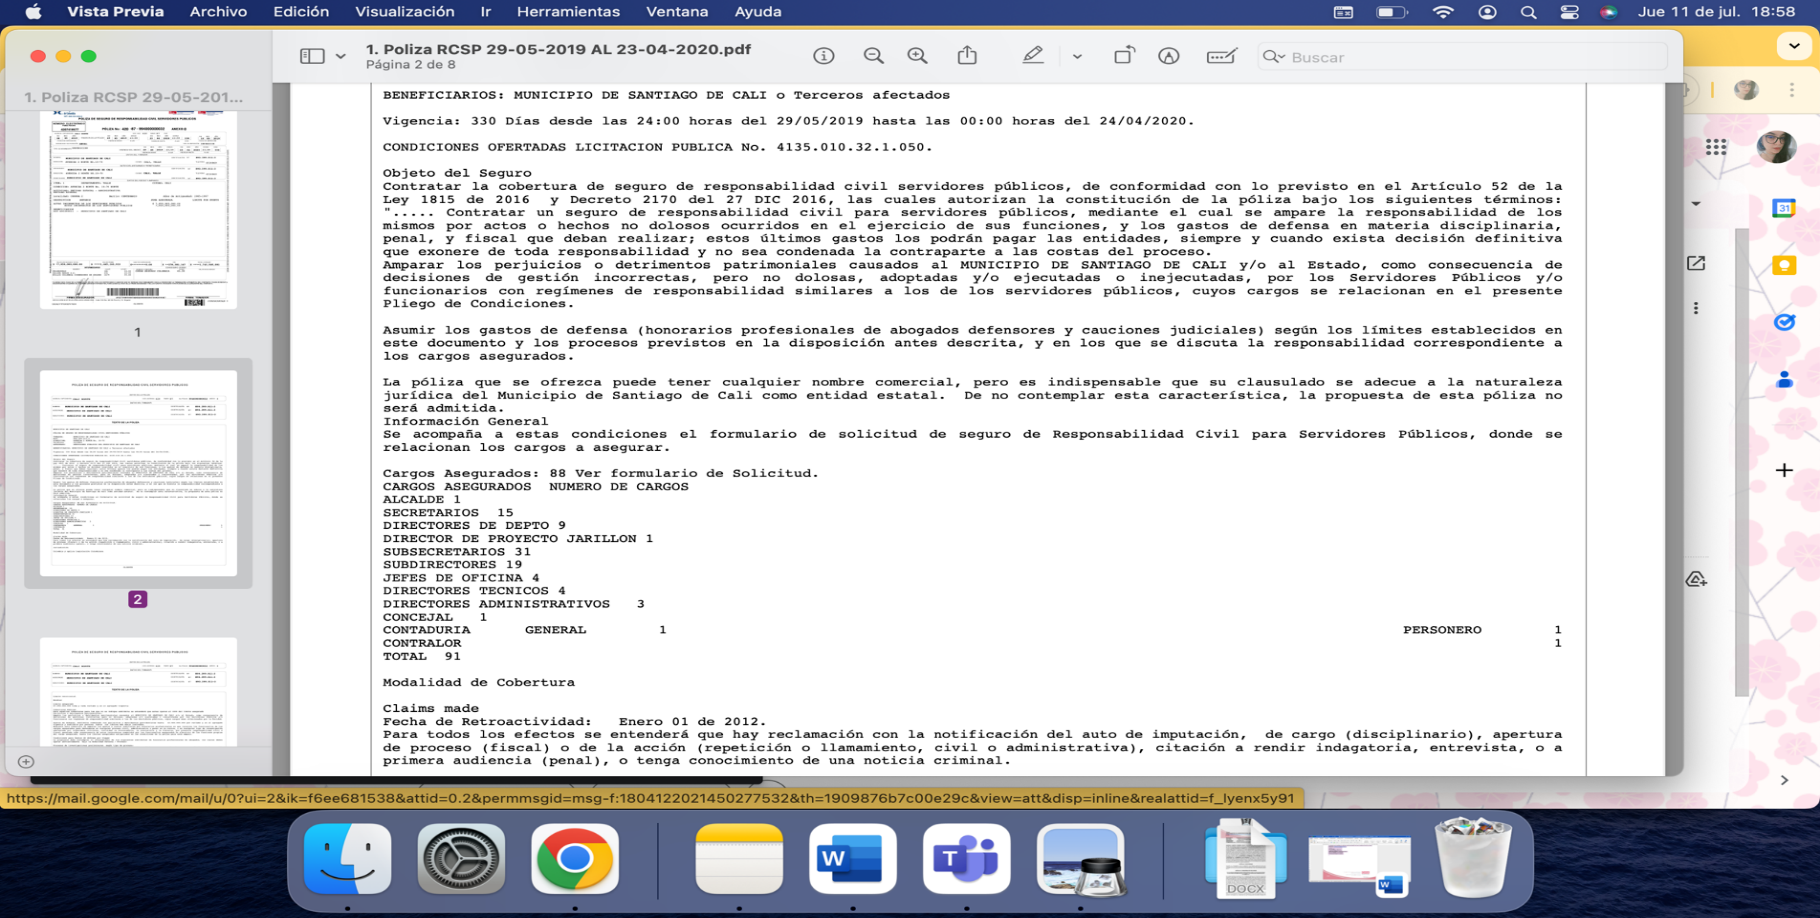 Vista Previa Archivo Edición Visualización Ir Herramientas Ventana Ayuda Jue 11 de jul. 18:58
1. Poliza RCSP 29-05-2019 AL 23-04-2020.pdf
Página 2 de 8
Buscar
1. Poliza RCSP 29-05-201...
1
2
BENEFICIARIOS: MUNICIPIO DE SANTIAGO DE CALI o Terceros afectados
Vigencia: 330 Días desde las 24:00 horas del 29/05/2019 hasta las 00:00 horas del 24/04/2020.
CONDICIONES OFERTADAS LICITACION PUBLICA No. 4135.010.32.1.050.
Objeto del Seguro
Contratar la cobertura de seguro de responsabilidad civil servidores públicos, de conformidad con lo previsto en el Artículo 52 de la
Ley 1815 de 2016 y Decreto 2170 del 27 DIC 2016, las cuales autorizan la constitución de la póliza bajo los siguientes términos:
"..... Contratar un seguro de responsabilidad civil para servidores públicos, mediante el cual se ampare la responsabilidad de los
mismos por actos o hechos no dolosos ocurridos en el ejercicio de sus funciones, y los gastos de defensa en materia disciplinaria,
penal, y fiscal que deban realizar; estos últimos gastos los podrán pagar las entidades, siempre y cuando exista decisión definitiva
que exonere de toda responsabilidad y no sea condenada la contraparte a las costas del proceso.
Amparar los perjuicios o detrimentos patrimoniales causados al MUNICIPIO DE SANTIAGO DE CALI y/o al Estado, como consecuencia de
decisiones de gestión incorrectas, pero no dolosas, adoptadas y/o ejecutadas o inejecutadas, por los Servidores Públicos y/o
funcionarios con regímenes de responsabilidad similares a los de los servidores públicos, cuyos cargos se relacionan en el presente
Pliego de Condiciones.
Asumir los gastos de defensa (honorarios profesionales de abogados defensores y cauciones judiciales) según los límites establecidos en
este documento y los procesos previstos en la disposición antes descrita, y en los que se discuta la responsabilidad correspondiente a
los cargos asegurados.
La póliza que se ofrezca puede tener cualquier nombre comercial, pero es indispensable que su clausulado se adecue a la naturaleza
jurídica del Municipio de Santiago de Cali como entidad estatal. De no contemplar esta característica, la propuesta de esta póliza no
será admitida.
Información General
Se acompaña a estas condiciones el formulario de solicitud de seguro de Responsabilidad Civil para Servidores Públicos, donde se
relacionan los cargos a asegurar.
Cargos Asegurados: 88 Ver formulario de Solicitud.
CARGOS ASEGURADOS NUMERO DE CARGOS
ALCALDE 1
SECRETARIOS 15
DIRECTORES DE DEPTO 9
DIRECTOR DE PROYECTO JARILLON 1
SUBSECRETARIOS 31
SUBDIRECTORES 19
JEFES DE OFICINA 4
DIRECTORES TECNICOS 4
DIRECTORES ADMINISTRATIVOS 3
CONCEJAL 1
CONTADURIA GENERAL 1 PERSONERO 1
CONTRALOR 1
TOTAL 91
Modalidad de Cobertura
Claims made
Fecha de Retroactividad: Enero 01 de 2012.
Para todos los efectos se entenderá que hay reclamación con la notificación del auto de imputación, de cargo (disciplinario), apertura
de proceso (fiscal) o de la acción (repetición o llamamiento, civil o administrativa), citación a rendir indagatoria, entrevista, o a
primera audiencia (penal), o tenga conocimiento de una noticia criminal.
31
https://mail.google.com/mail/u/0?ui=2&ik=f6ee681538&attid=0.2&permmsgid=msg-f:1804122021450277532&th=1909876b7c00e29c&view=att&disp=inline&realattid=f_lyenx5y91
W
T
DOCX
W